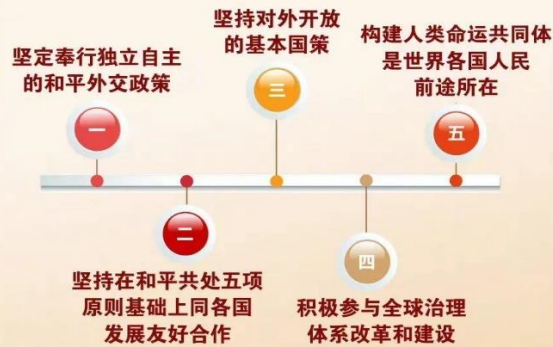 一
坚定奉行独立自主
的和平外交政策
二
坚持在和平共处五项
原则基础上同各国
发展友好合作
三
坚持对外开放
的基本国策
四
积极参与全球治理
体系改革和建设
五
构建人类命运共同体
是世界各国人民
前途所在